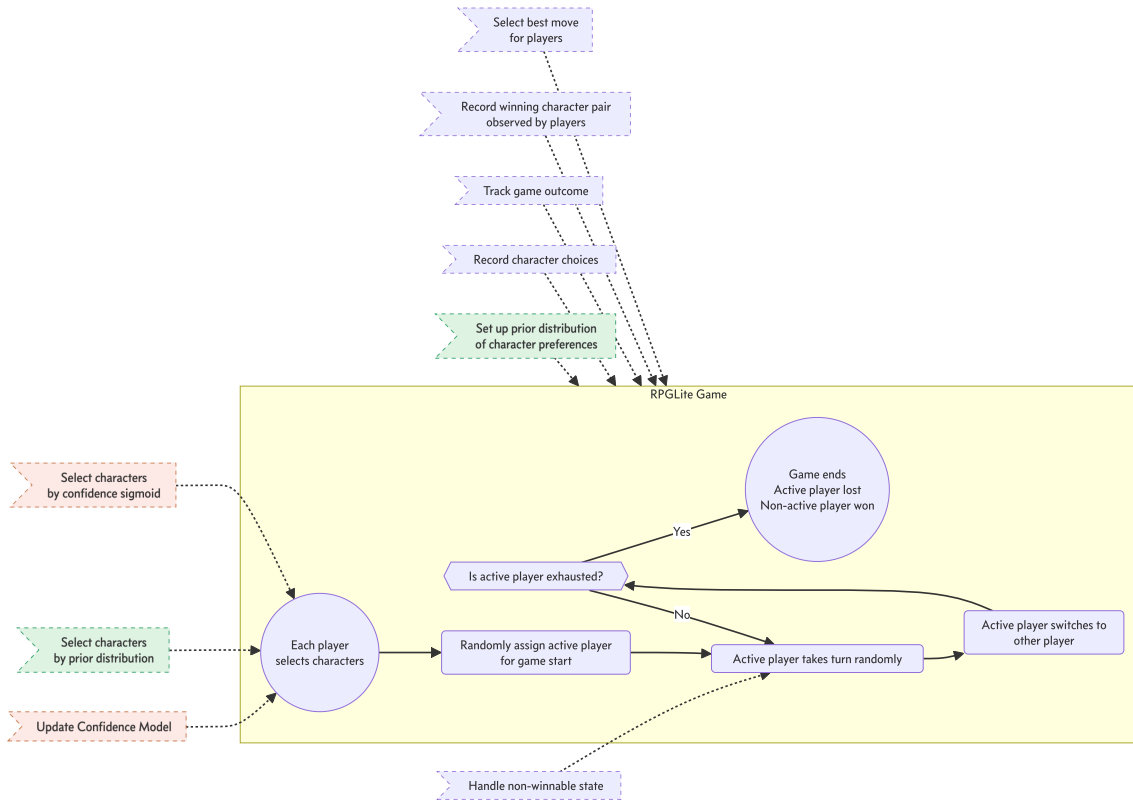 Select best move
for players
Record winning character pair
observed by players
Track game outcome
Record character choices
Set up prior distribution
of character preferences
RPGLite Game
Select characters
by confidence sigmoid
Game ends
Active player lost
Non-active player won
Yes
Is active player exhausted?
No
Select characters
by prior distribution
Each player
selects characters
Randomly assign active player
for game start
Active player takes turn randomly
Active player switches to
other player
Update Confidence Model
Handle non-winnable state